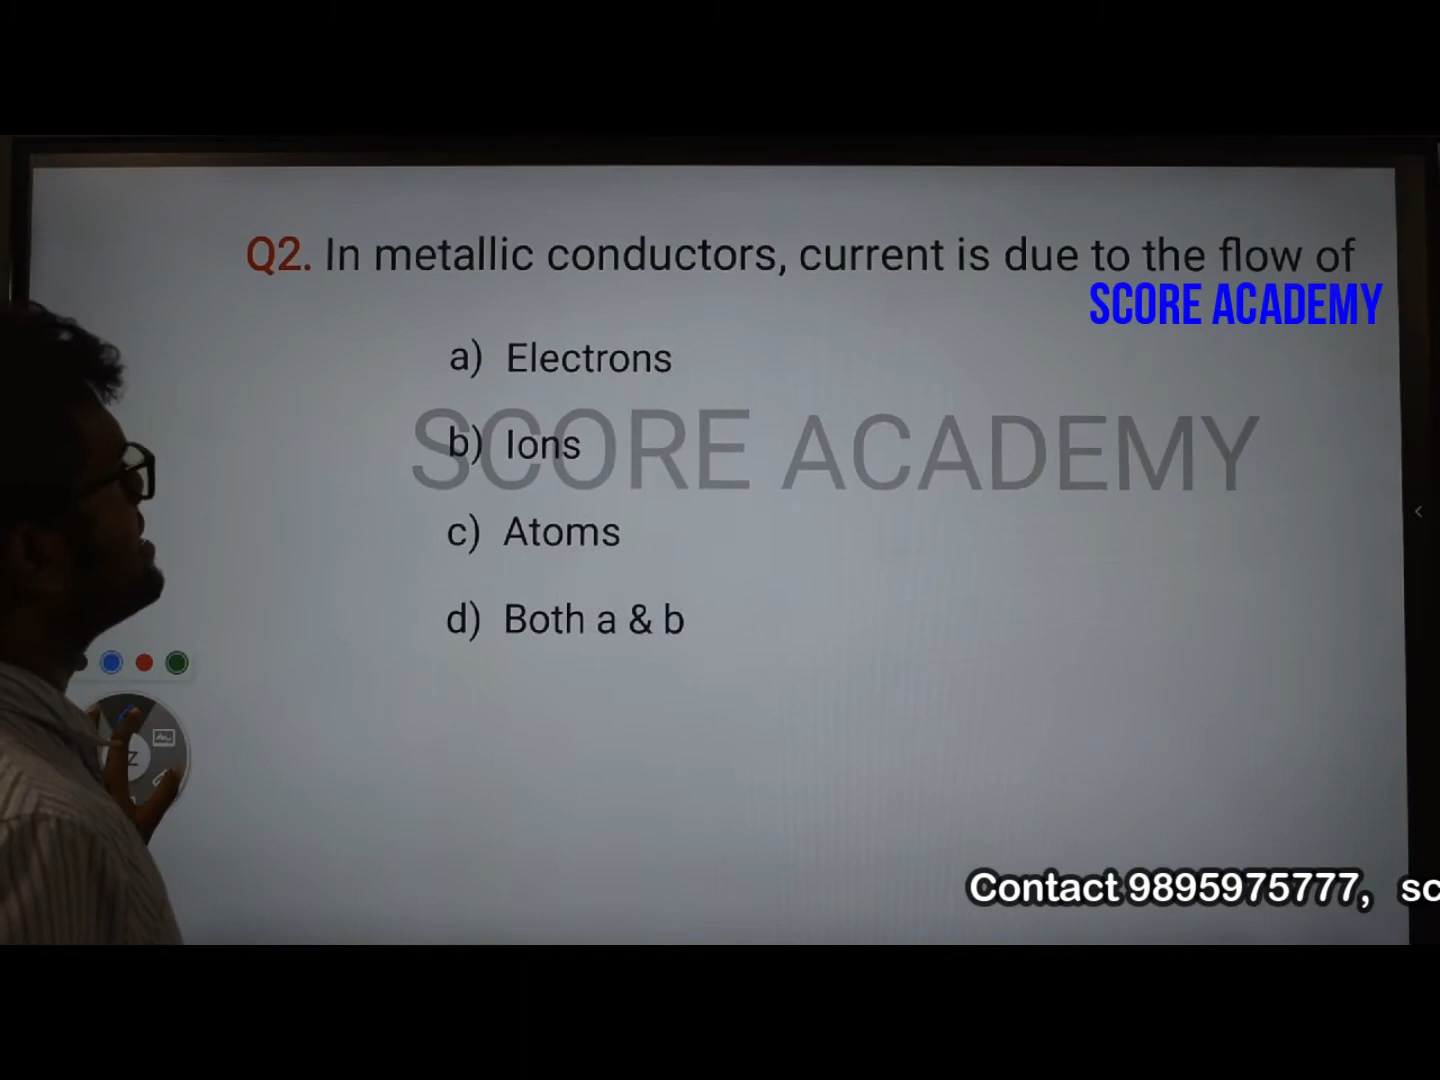 Q2. In metallic conductors, current is due to the flow of
SCORE ACADEMY
a) Electrons
SCORE ACADEMY
b) Ions
c) Atoms
d) Both a & b
Contact 9895975777, sc